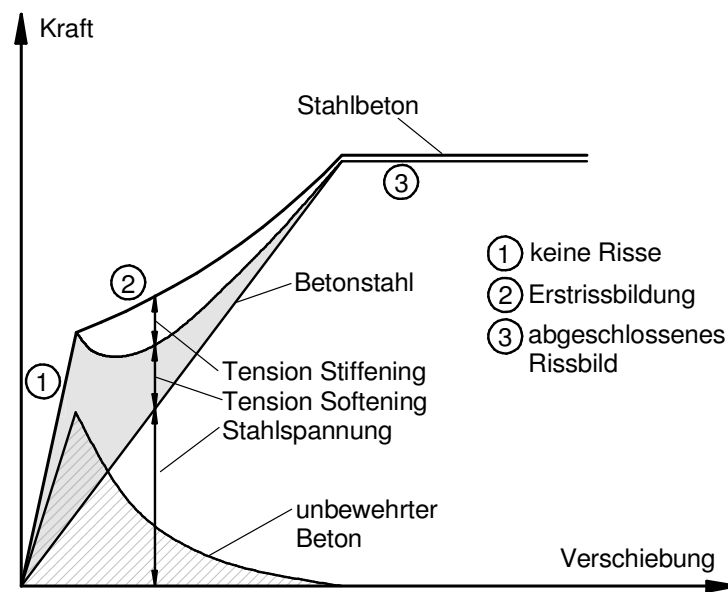 Kraft
Stahlbeton
3
1 keine Risse
2
Betonstahl
2 Erstrissbildung
3 abgeschlossenes
Rissbild
1
Tension Stiffening
Tension Softening
Stahlspannung
unbewehrter
Beton
Verschiebung